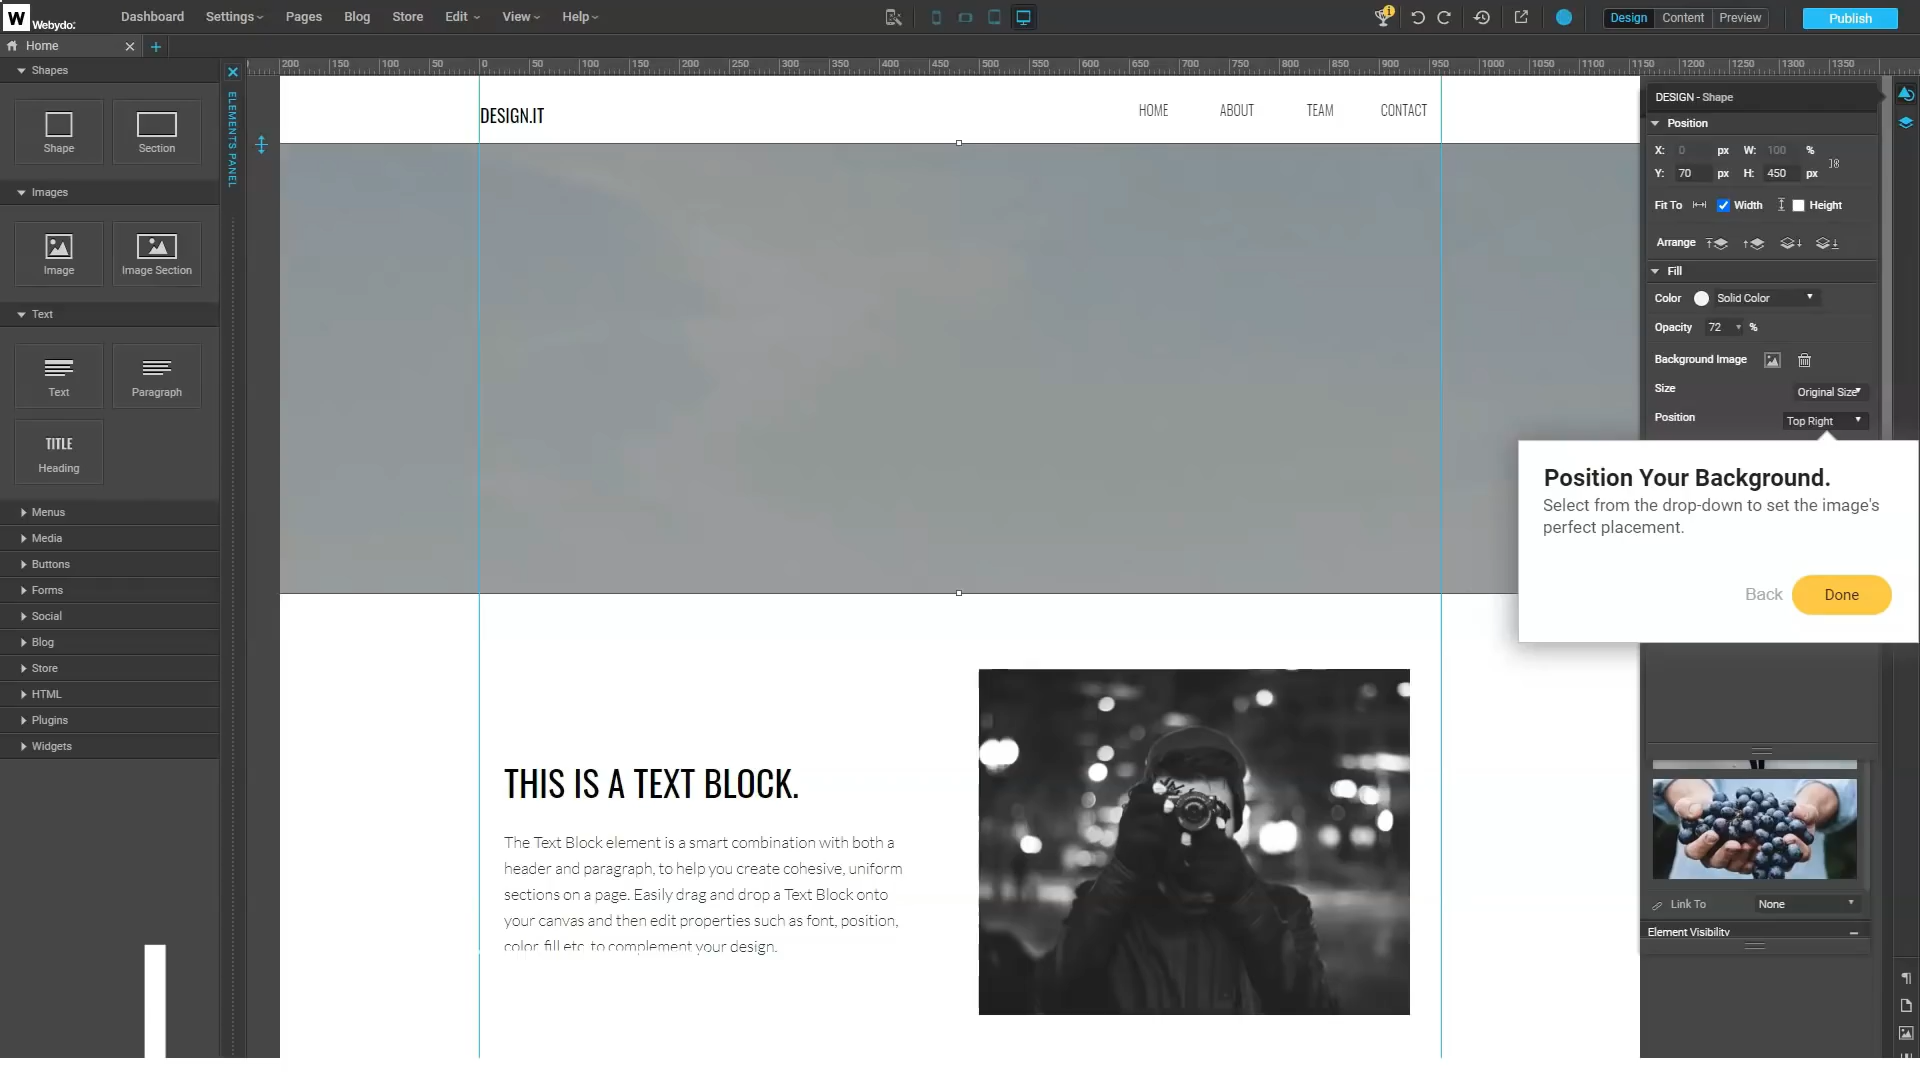 W Webydo. Dashboard Settings Pages Blog Store Edit View Help Design Content Preview Publish
Home
200 150 100 50 0 50 100 150 200 250 300 350 400 450 500 550 600 650 700 750 800 850 900 950 1000 1050 1100 1150 1200 1250 1300 1350
Shapes
Shape Section
Images
Image Image Section
Text
Text Paragraph
TITLE
Heading
Menus
Media
Buttons
Forms
Social
Blog
Store
HTML
Plugins
Widgets
ELEMENTS PANEL
DESIGN.IT HOME ABOUT TEAM CONTACT
THIS IS A TEXT BLOCK.
The Text Block element is a smart combination with both a
header and paragraph, to help you create cohesive, uniform
sections on a page. Easily drag and drop a Text Block onto
your canvas and then edit properties such as font, position,
color, fill etc. to complement your design.
DESIGN - Shape
Position
X: 0 px W: 100 %
Y: 70 px H: 450 px
Fit To Width Height
Arrange
Fill
Color Solid Color
Opacity 72 %
Background Image
Size Original Size
Position Top Right
Position Your Background.
Select from the drop-down to set the image's
perfect placement.
Back Done
Link To None
Element Visibility